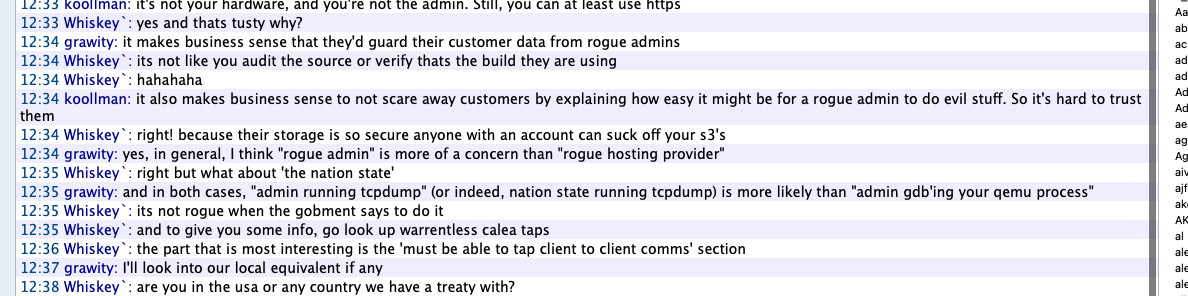 12:33 koollman: it's not your hardware, and you're not the admin. Still, you can at least use https
12:33 Whiskey`: yes and thats tusty why?
12:34 grawity: it makes business sense that they'd guard their customer data from rogue admins
12:34 Whiskey`: its not like you audit the source or verify thats the build they are using
12:34 Whiskey`: hahahaha
12:34 koollman: it also makes business sense to not scare away customers by explaining how easy it might be for a rogue admin to do evil stuff. So it's hard to trust
them
12:34 Whiskey`: right! because their storage is so secure anyone with an account can suck off your s3's
12:34 grawity: yes, in general, I think "rogue admin" is more of a concern than "rogue hosting provider"
12:35 Whiskey`: right but what about 'the nation state'
12:35 grawity: and in both cases, "admin running tcpdump" (or indeed, nation state running tcpdump) is more likely than "admin gdb'ing your qemu process"
12:35 Whiskey`: its not rogue when the gobment says to do it
12:35 Whiskey`: and to give you some info, go look up warrentless calea taps
12:36 Whiskey`: the part that is most interesting is the 'must be able to tap client to client comms' section
12:37 grawity: I'll look into our local equivalent if any
12:38 Whiskey`: are you in the usa or any country we have a treaty with?
Aa
ab
ac
ad
ad
Ad
Ad
ae
ag
Ag
aiv
ajf
ak
AK
al
ale
ale
ale